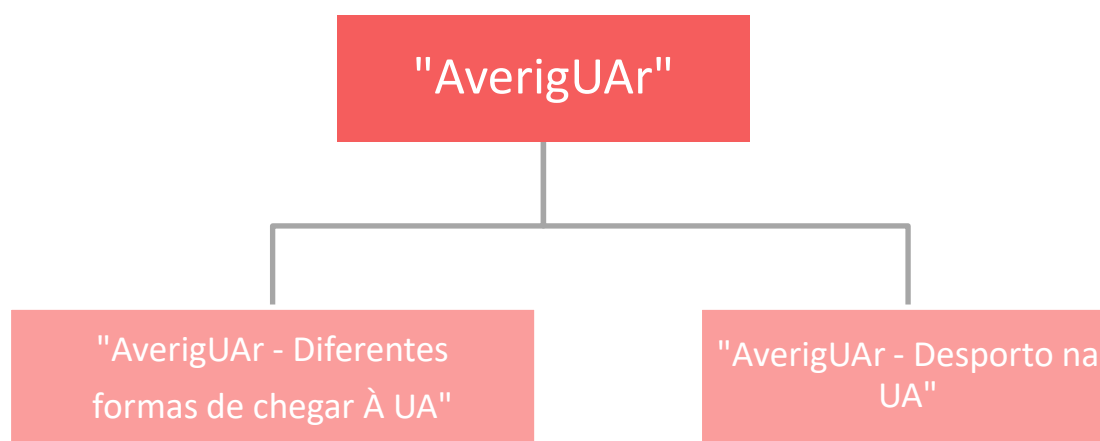 "AverigUAr"
"AverigUAr - Diferentes
formas de chegar À UA"
"AverigUAr - Desporto na
UA"